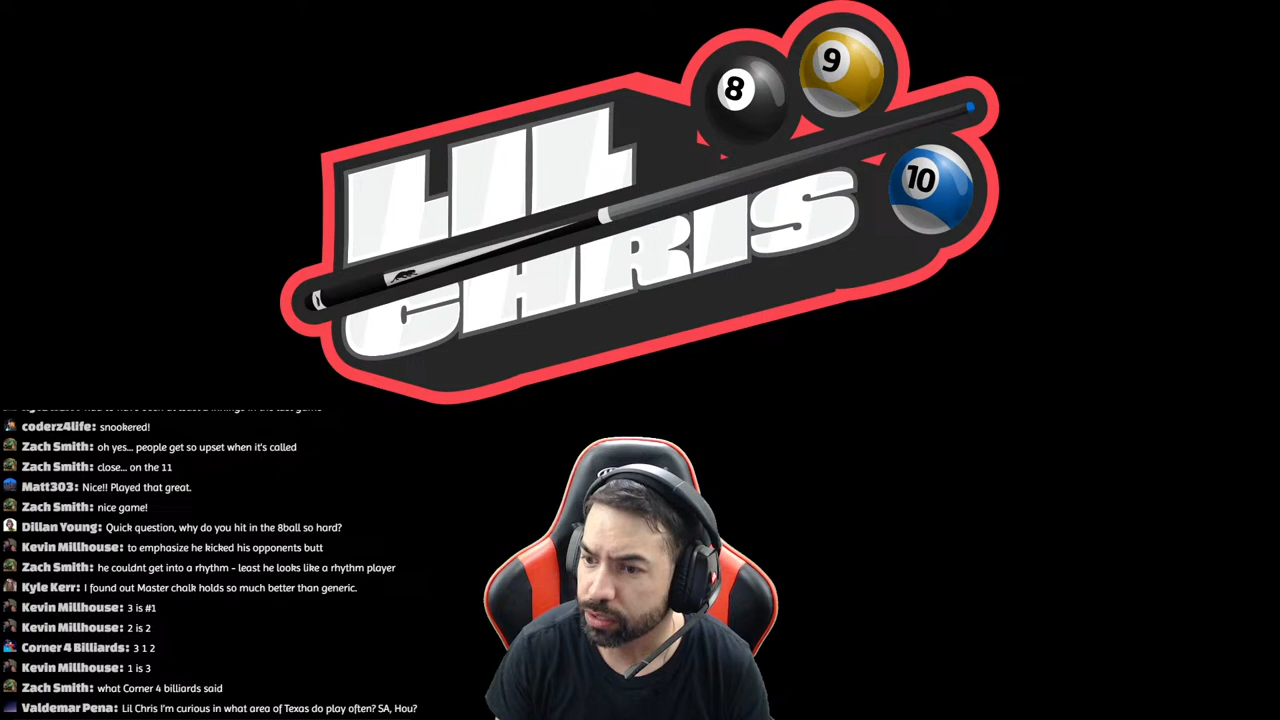 8
9
10
LIL
CHRIS
coderz4life: snookered!
Zach Smith: oh yes... people get so upset when it's called
Zach Smith: close... on the 11
Matt303: Nice!! Played that great.
Zach Smith: nice game!
Dillan Young: Quick question, why do you hit in the 8ball so hard?
Kevin Millhouse: to emphasize he kicked his opponents butt
Zach Smith: he couldnt get into a rhythm - least he looks like a rhythm player
Kyle Kerr: I found out Master chalk holds so much better than generic.
Kevin Millhouse: 3 is #1
Kevin Millhouse: 2 is 2
Corner 4 Billiards: 3 1 2
Kevin Millhouse: 1 is 3
Zach Smith: what Corner 4 billiards said
Valdemar Pena: Lil Chris I'm curious in what area of Texas do play often? SA, Hou?